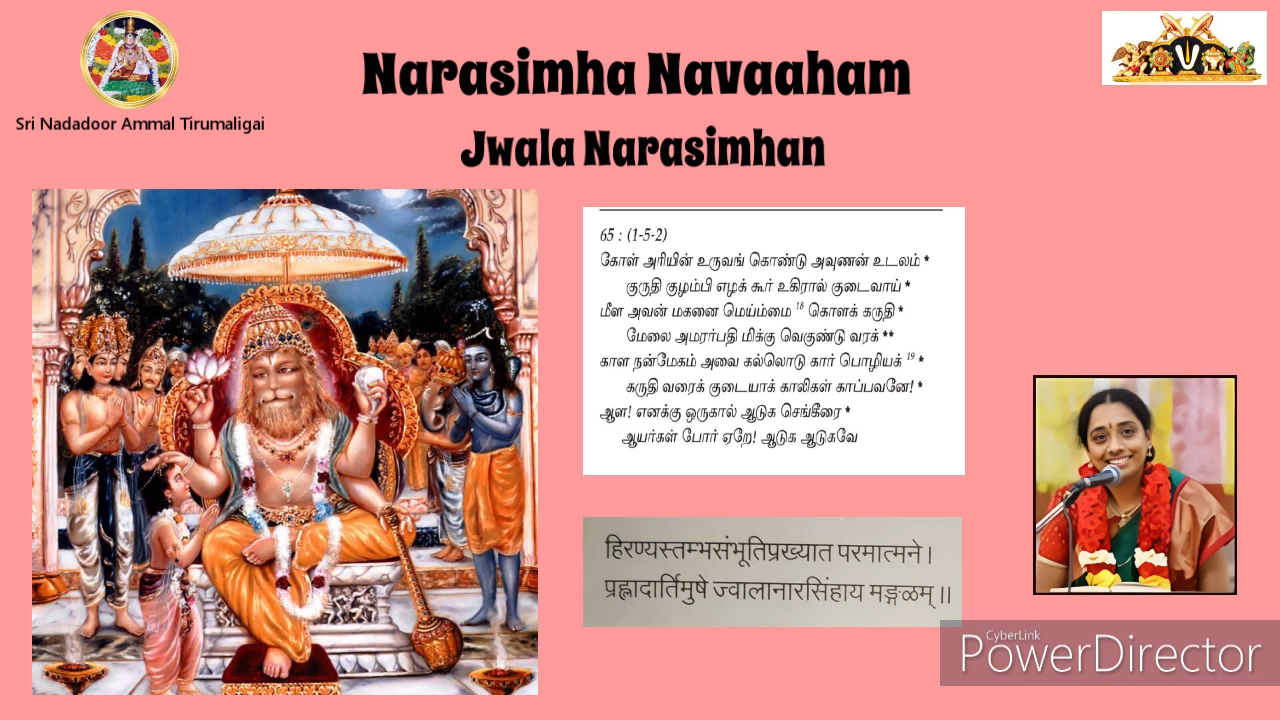 Narasimha Navaaham
Sri Nadadoor Ammal Tirumaligai
Jwala Narasimhan
65 : (1-5-2)
கோள் அரியின் உருவங் கொண்டு அவுணன் உடலம் *
குருதி குழம்பி எழக் கூர் உகிரால் குடைவாய் *
மீள அவன் மகனை மெய்ம்மை 18 கொளக் கருதி *
மேலை அமரர்பதி மிக்கு வெகுண்டு வரக் **
காள நன்மேகம் அவை கல்லொடு கார் பொழியக் 19 *
கருதி வரைக் குடையாக் காலிகள் காப்பவனே! *
ஆள! எனக்கு ஒருகால் ஆடுக செங்கீரை *
ஆயர்கள் போர் ஏறே! ஆடுக ஆடுகவே
हिरण्यस्तम्भसंभूतिप्रख्यात परमात्मने ।
प्रह्लादार्तिमुषे ज्वालानारसिंहाय मङ्गळम् ॥
CyberLink
PowerDirector